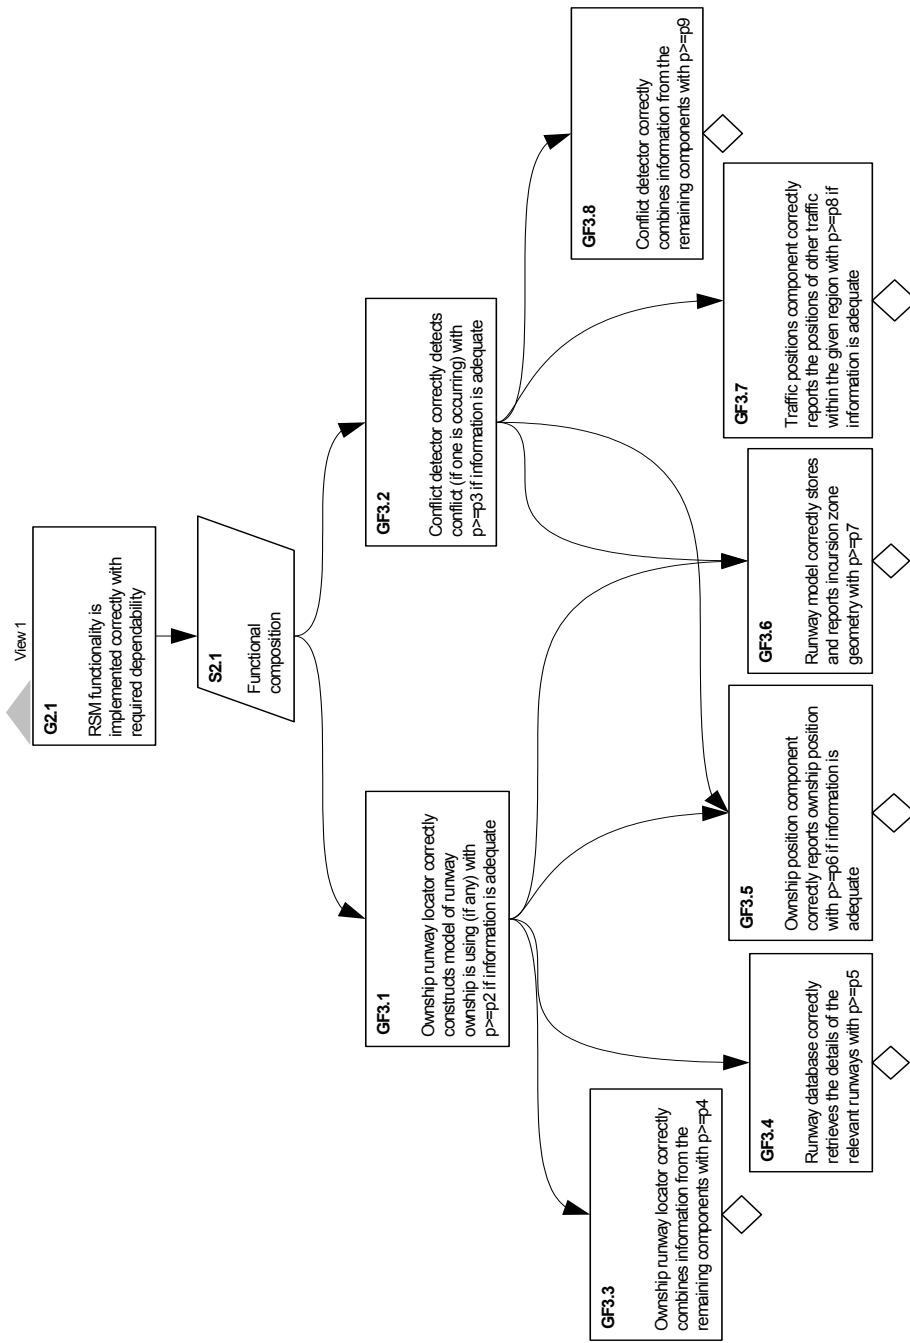 View 1
G2.1
RSM functionality is
implemented correctly with
required dependability
S2.1
Functional
composition
GF3.1
Ownship runway locator correctly
constructs model of runway
ownship is using (if any) with
p>=p2 if information is adequate
GF3.2
Conflict detector correctly detects
conflict (if one is occurring) with
p>=p3 if information is adequate
GF3.3
Ownship runway locator correctly
combines information from the
remaining components with p>=p4
GF3.4
Runway database correctly
retrieves the details of the
relevant runways with p>=p5
GF3.5
Ownship position component
correctly reports ownship position
with p>=p6 if information is
adequate
GF3.6
Runway model correctly stores
and reports incursion zone
geometry with p>=p7
GF3.7
Traffic positions component correctly
reports the positions of other traffic
within the given region with p>=p8 if
information is adequate
GF3.8
Conflict detector correctly
combines information from the
remaining components with p>=p9